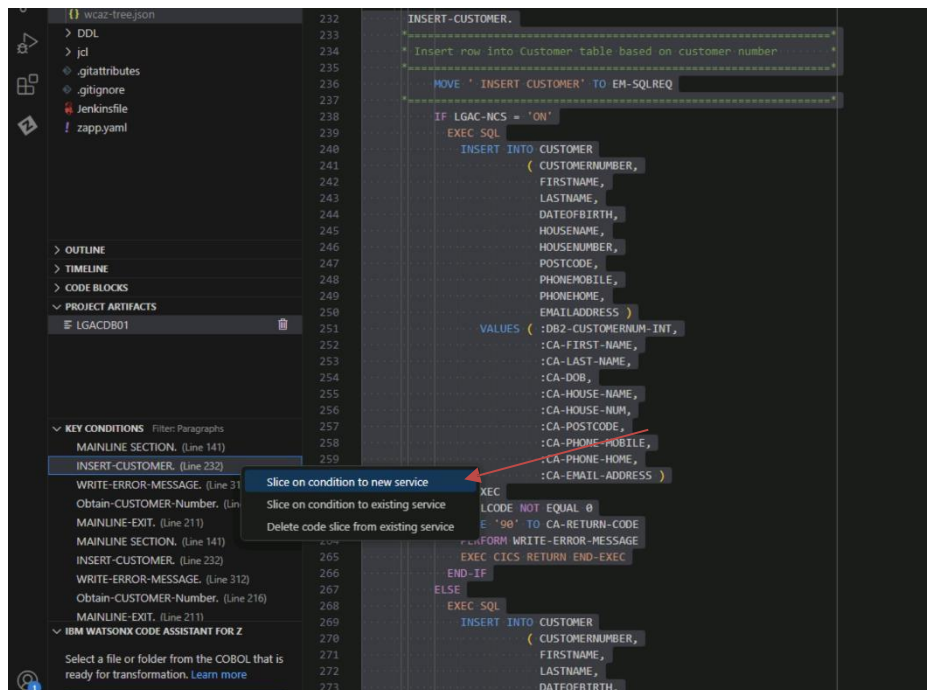 wcaz-tree.json
DDL
jcl
.gitattributes
.gitignore
Jenkinsfile
zapp.yaml
OUTLINE
TIMELINE
CODE BLOCKS
PROJECT ARTIFACTS
LGACDB01
KEY CONDITIONS Filter: Paragraphs
MAINLINE SECTION. (Line 141)
INSERT-CUSTOMER. (Line 232)
WRITE-ERROR-MESSAGE. (Line 31
Obtain-CUSTOMER-Number. (Lin
MAINLINE-EXIT. (Line 211)
MAINLINE SECTION. (Line 141)
INSERT-CUSTOMER. (Line 232)
WRITE-ERROR-MESSAGE. (Line 312)
Obtain-CUSTOMER-Number. (Line 216)
MAINLINE-EXIT. (Line 211)
IBM WATSONX CODE ASSISTANT FOR Z
Select a file or folder from the COBOL that is
ready for transformation. Learn more
1
Slice on condition to new service
Slice on condition to existing service
Delete code slice from existing service
232 INSERT-CUSTOMER.
233 *================================================================*
234 * Insert row into Customer table based on customer number *
235 *================================================================*
236 MOVE ' INSERT CUSTOMER' TO EM-SQLREQ
237 *================================================================*
238 IF LGAC-NCS = 'ON'
239 EXEC SQL
240 INSERT INTO CUSTOMER
241 ( CUSTOMERNUMBER,
242 FIRSTNAME,
243 LASTNAME,
244 DATEOFBIRTH,
245 HOUSENAME,
246 HOUSENUMBER,
247 POSTCODE,
248 PHONEMOBILE,
249 PHONEHOME,
250 EMAILADDRESS )
251 VALUES ( :DB2-CUSTOMERNUM-INT,
252 :CA-FIRST-NAME,
253 :CA-LAST-NAME,
254 :CA-DOB,
255 :CA-HOUSE-NAME,
256 :CA-HOUSE-NUM,
257 :CA-POSTCODE,
258 :CA-PHONE-MOBILE,
259 :CA-PHONE-HOME,
:CA-EMAIL-ADDRESS )
XEC
LCODE NOT EQUAL 0
E '90' TO CA-RETURN-CODE
264 PERFORM WRITE-ERROR-MESSAGE
265 EXEC CICS RETURN END-EXEC
266 END-IF
267 ELSE
268 EXEC SQL
269 INSERT INTO CUSTOMER
270 ( CUSTOMERNUMBER,
271 FIRSTNAME,
272 LASTNAME,
273 DATEOFBIRTH,